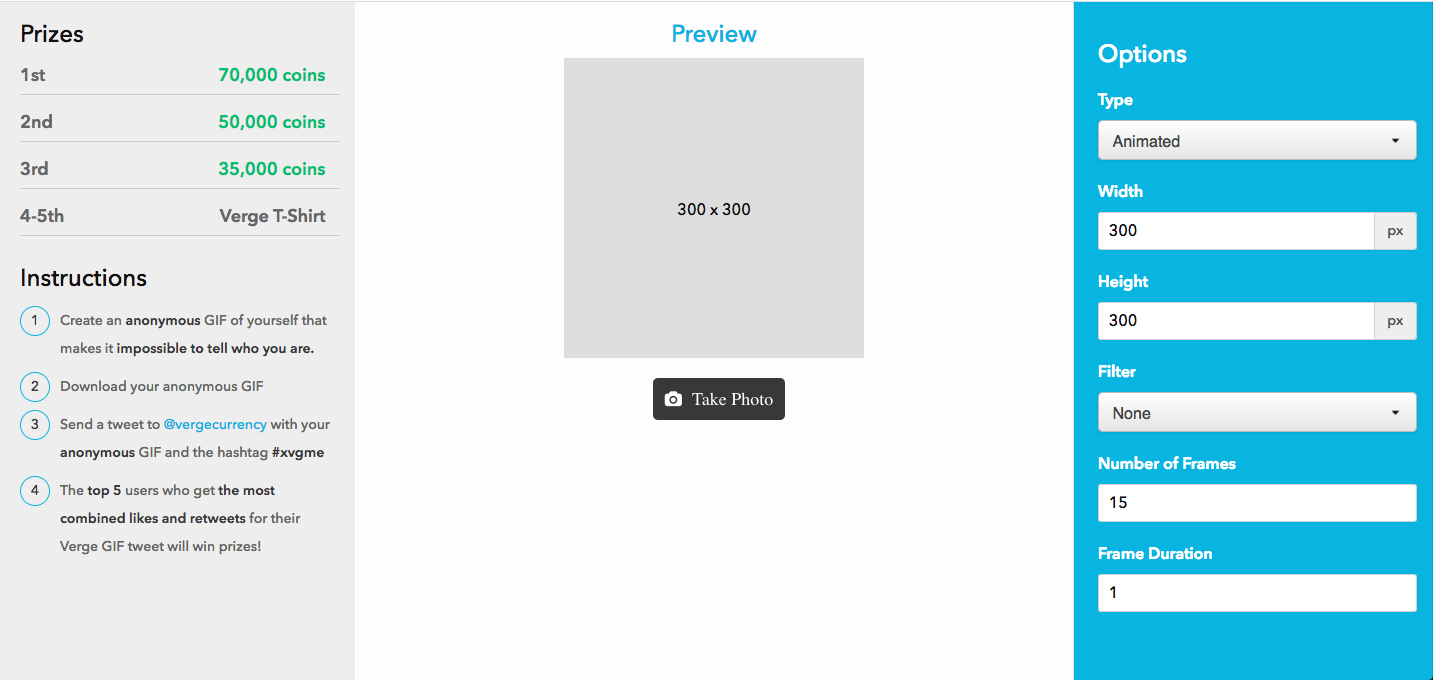 Prizes
1st 70,000 coins
2nd 50,000 coins
3rd 35,000 coins
4-5th Verge T-Shirt
Instructions
1 Create an anonymous GIF of yourself that
makes it impossible to tell who you are.
2 Download your anonymous GIF
3 Send a tweet to @vergecurrency with your
anonymous GIF and the hashtag #xvgme
4 The top 5 users who get the most
combined likes and retweets for their
Verge GIF tweet will win prizes!
Preview
300 x 300
Take Photo
Options
Type
Animated
Width
300 px
Height
300 px
Filter
None
Number of Frames
15
Frame Duration
1